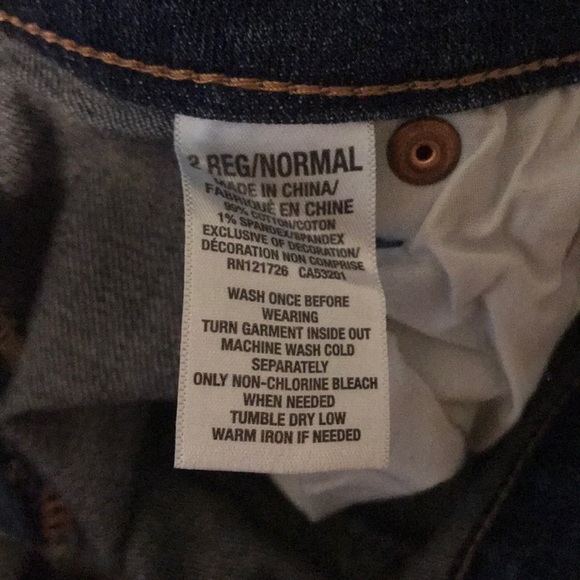 2 REG/NORMAL
MADE IN CHINA/
FABRIQUÉ EN CHINE
99% COTTON/COTON
1% SPANDEX/SPANDEX
EXCLUSIVE OF DECORATION/
DÉCORATION NON COMPRISE
RN121726 CA53201
WASH ONCE BEFORE
WEARING
TURN GARMENT INSIDE OUT
MACHINE WASH COLD
SEPARATELY
ONLY NON-CHLORINE BLEACH
WHEN NEEDED
TUMBLE DRY LOW
WARM IRON IF NEEDED